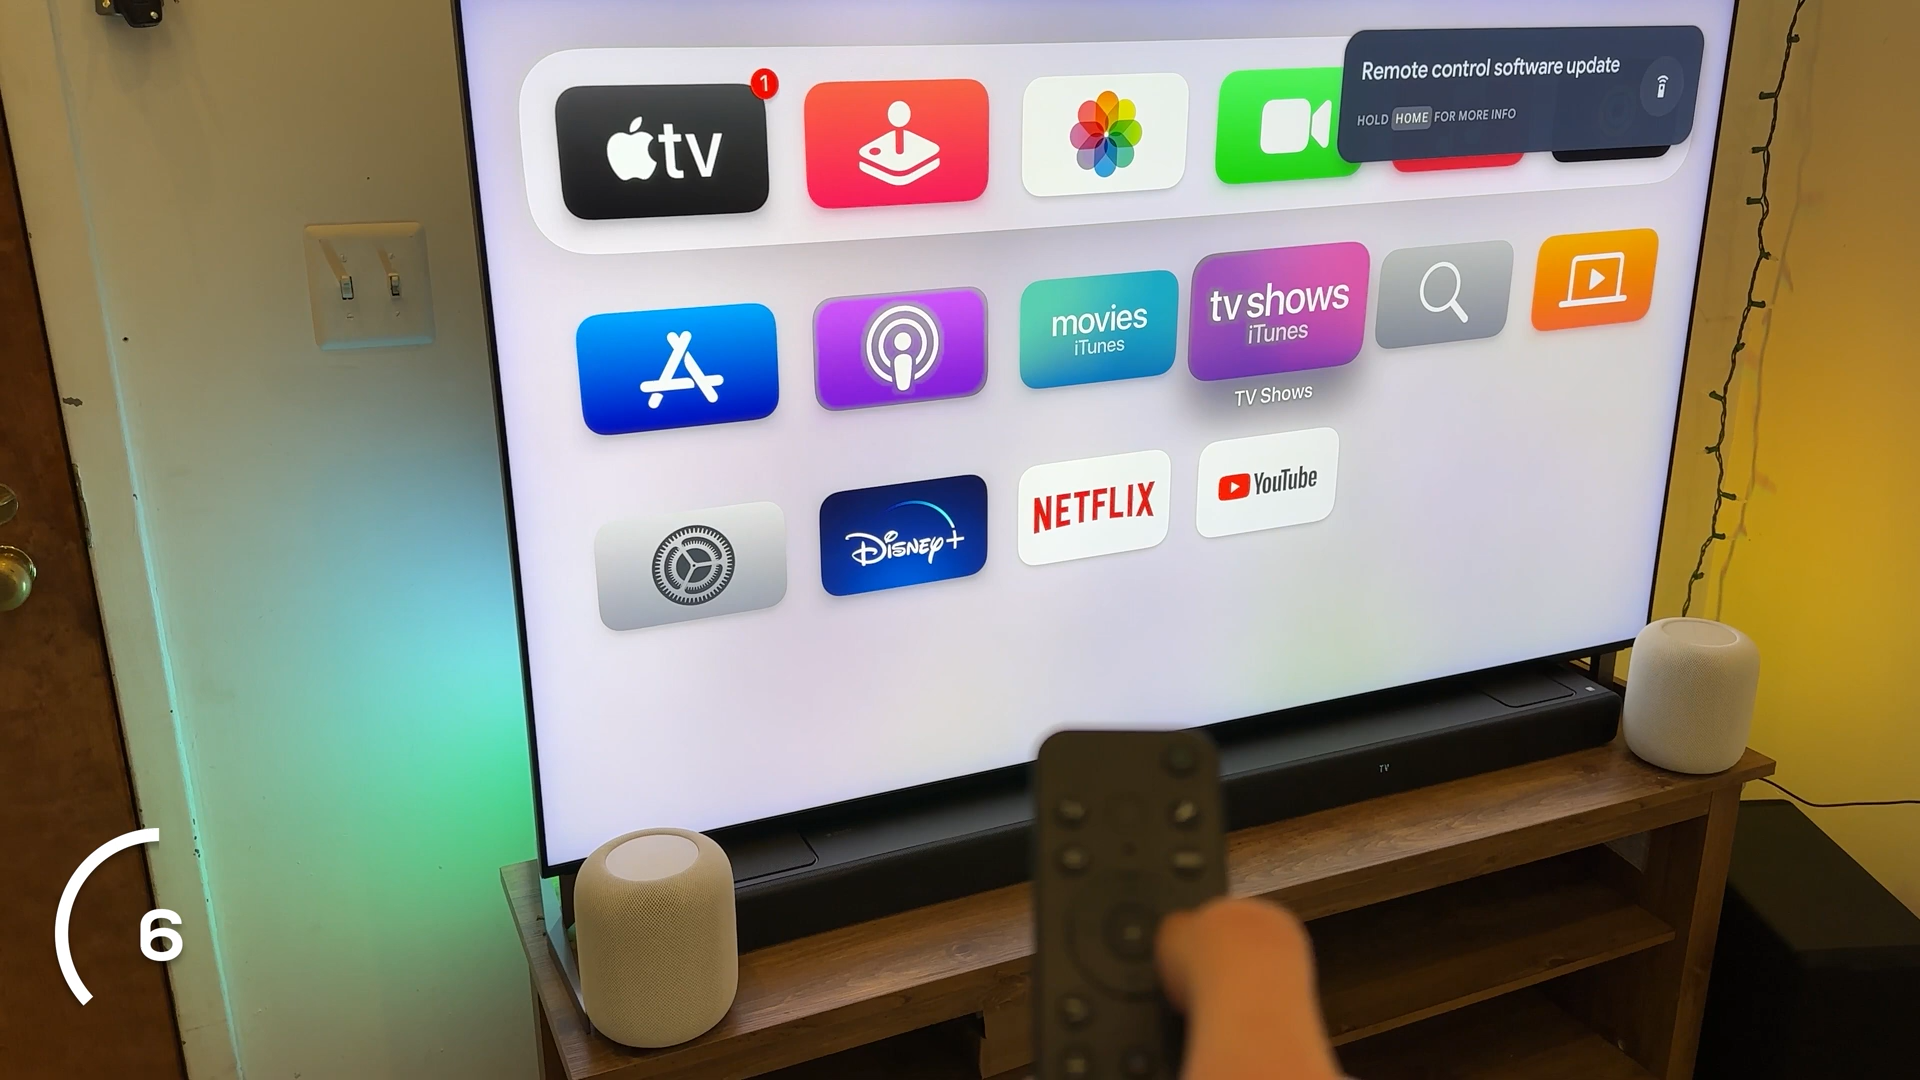 tv
1
Remote control software update
HOLD HOME FOR MORE INFO
movies
iTunes
tv shows
iTunes
TV Shows
Disney+
NETFLIX
YouTube
TV
6